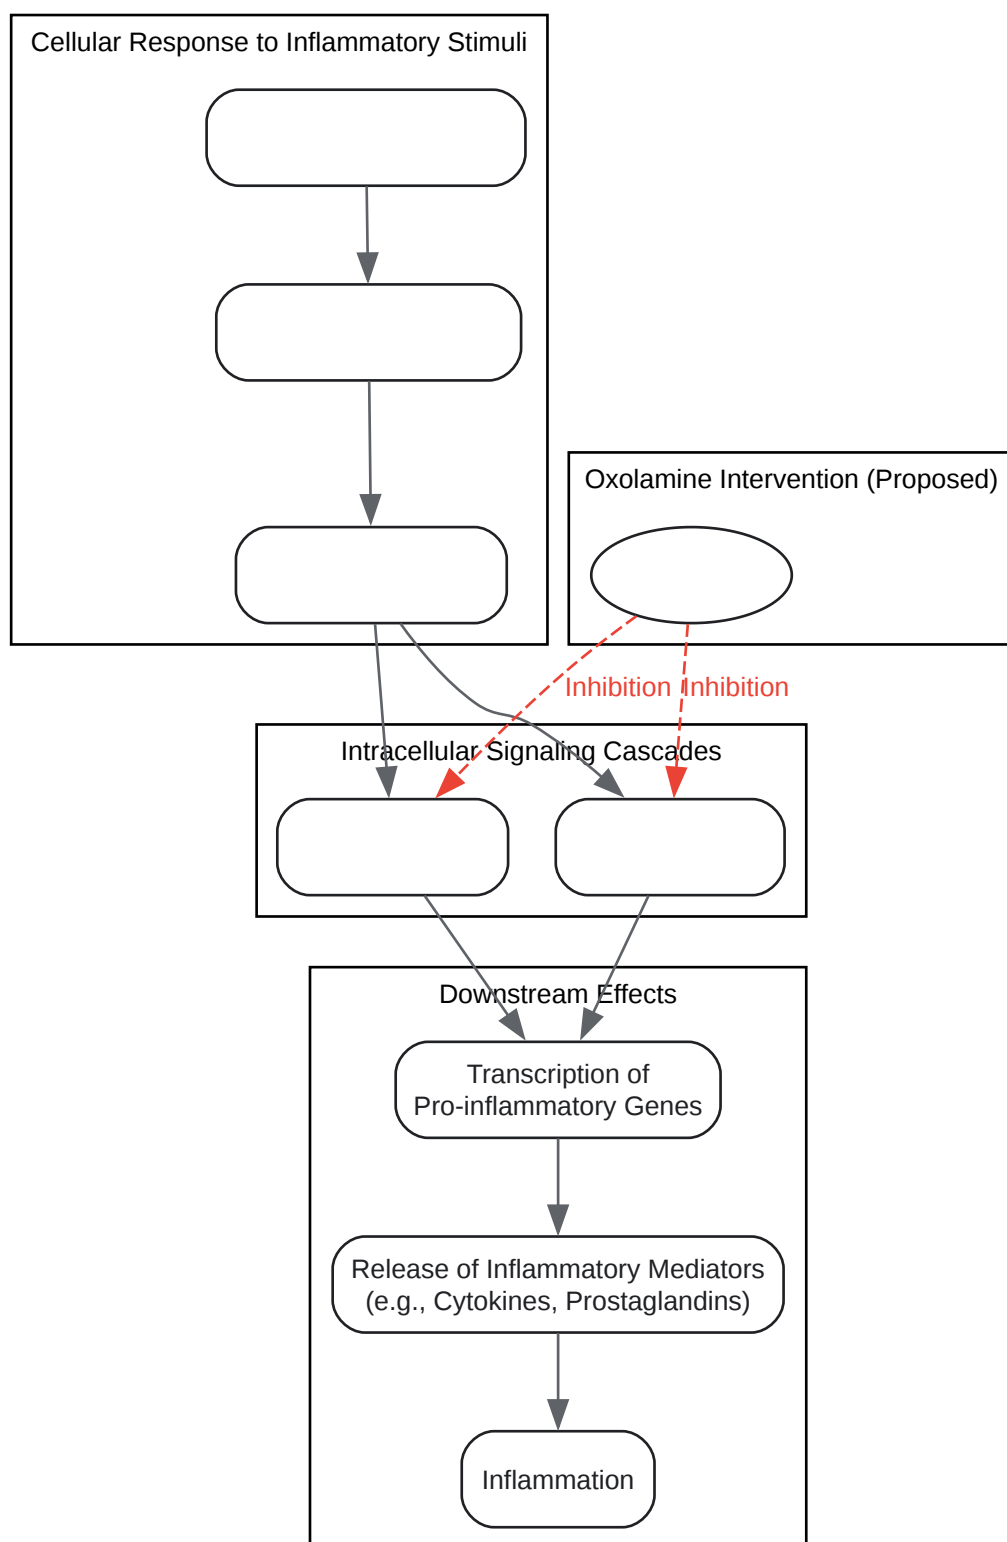 Cellular Response to Inflammatory Stimuli
Oxolamine Intervention (Proposed)
Inhibition
Inhibition
Intracellular Signaling Cascades
Downstream Effects
Transcription of
Pro-inflammatory Genes
Release of Inflammatory Mediators
(e.g., Cytokines, Prostaglandins)
Inflammation